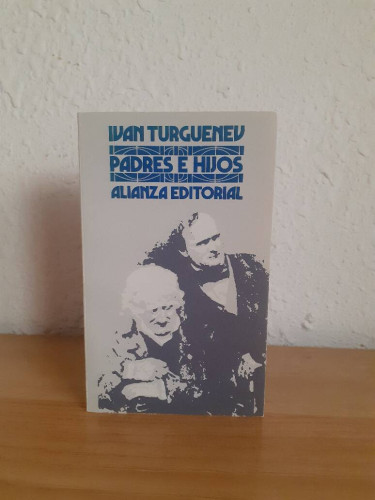 IVAN TURGUENEV
PADRES E HIJOS
ALIANZA EDITORIAL